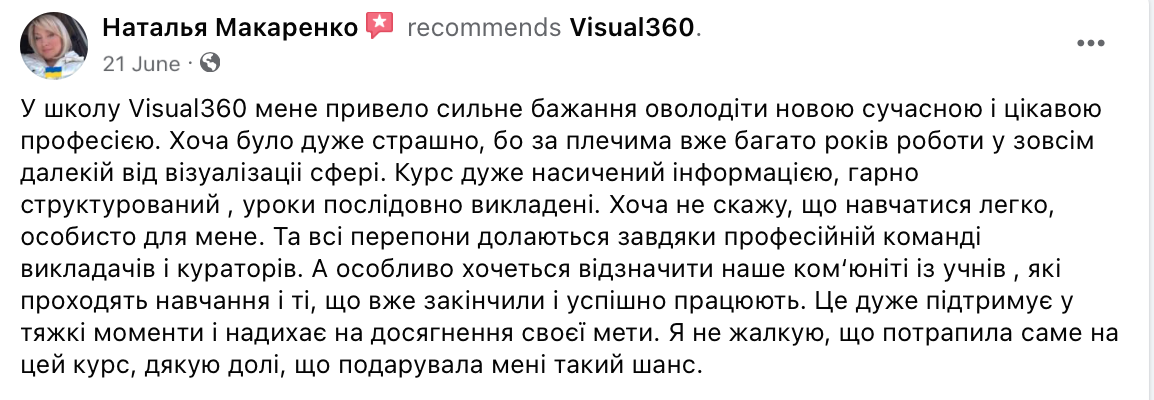 Наталья Макаренко recommends Visual360.
21 June ·
У школу Visual360 мене привело сильне бажання оволодіти новою сучасною і цікавою
професією. Хоча було дуже страшно, бо за плечима вже багато років роботи у зовсім
далекій від візуалізаціі сфері. Курс дуже насичений інформацією, гарно
структурований , уроки послідовно викладені. Хоча не скажу, що навчатися легко,
особисто для мене. Та всі перепони долаються завдяки професійній команді
викладачів і кураторів. А особливо хочеться відзначити наше ком‘юніті із учнів , які
проходять навчання і ті, що вже закінчили і успішно працюють. Це дуже підтримує у
тяжкі моменти і надихає на досягнення своєї мети. Я не жалкую, що потрапила саме на
цей курс, дякую долі, що подарувала мені такий шанс.